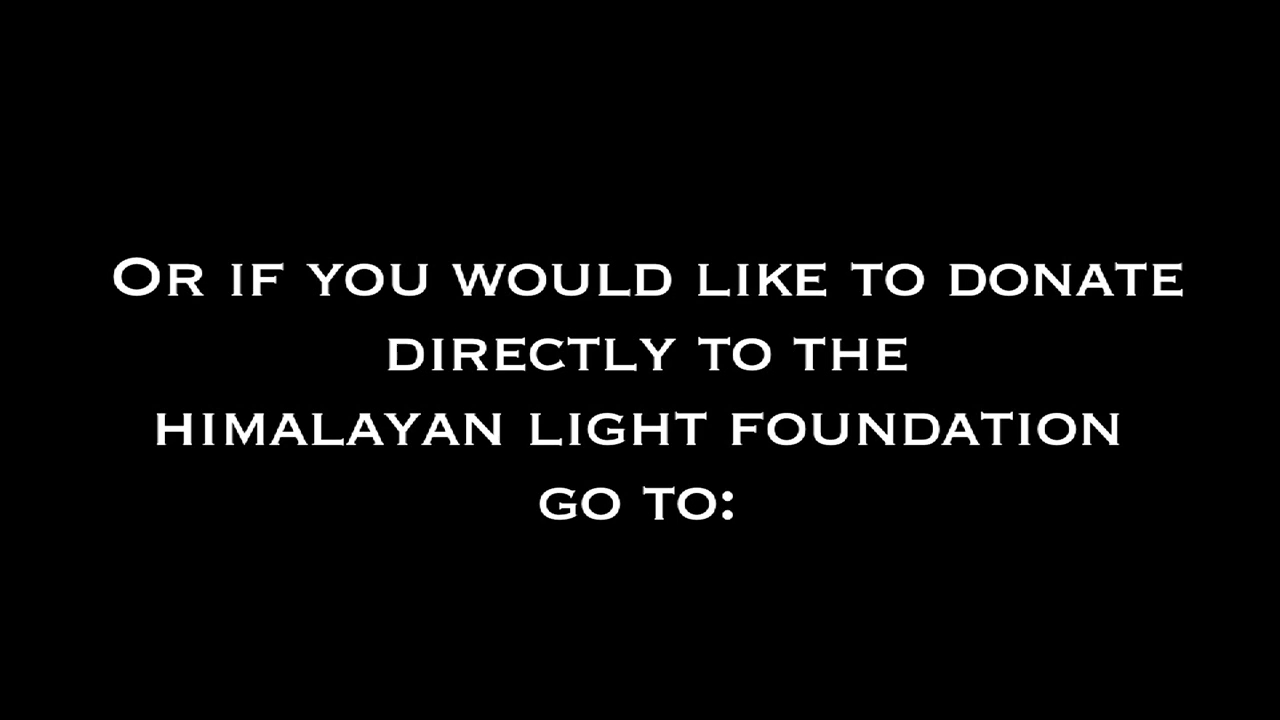 Or if you would like to donate
directly to the
himalayan light foundation
go to: